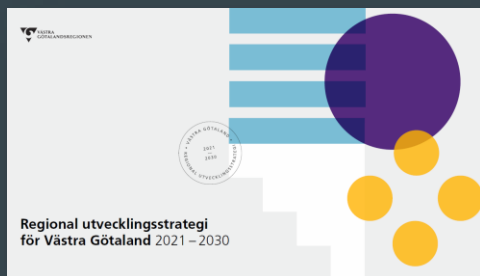 VÄSTRA
GÖTALANDSREGIONEN
VÄSTRA GÖTALAND • REGIONAL UTVECKLINGSSTRATEGI •
2021
–
2030
Regional utvecklingsstrategi
för Västra Götaland 2021–2030